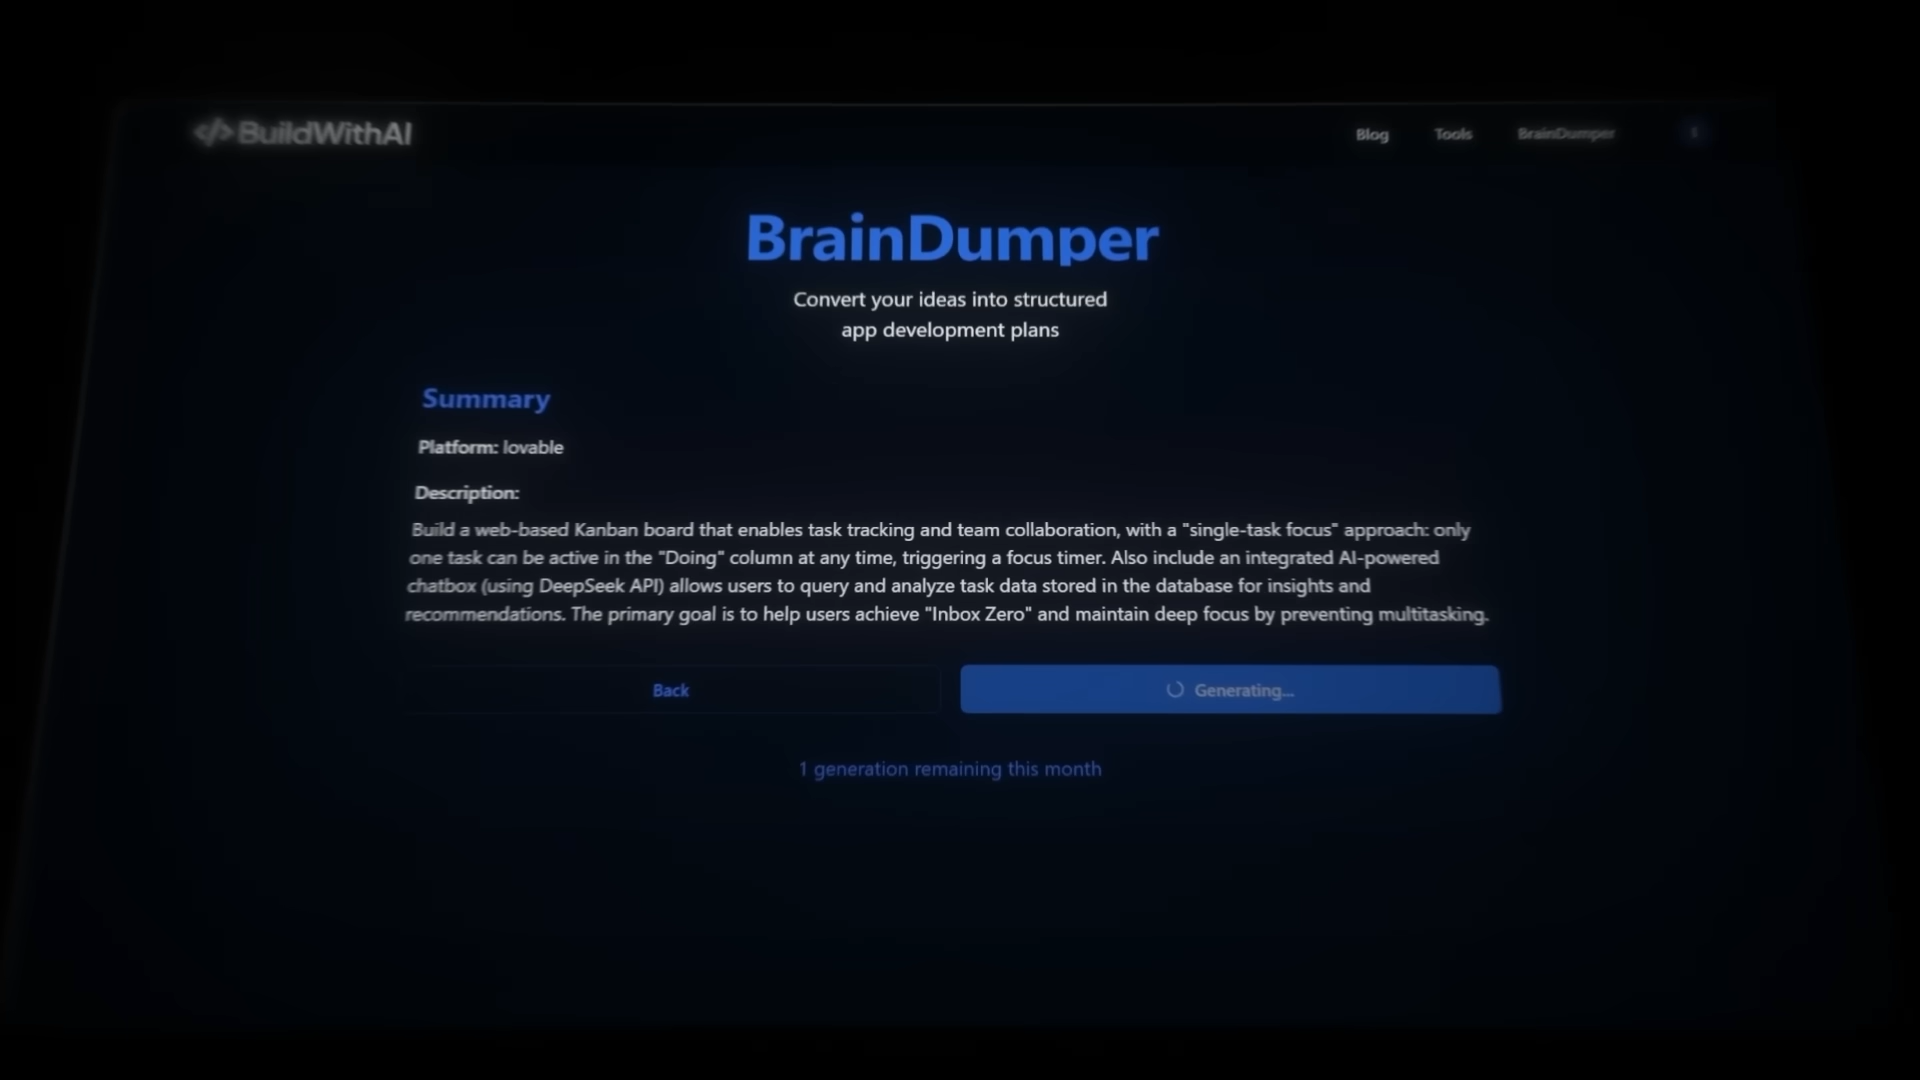 </>BuildWithAI
Blog
Tools
BrainDumper
BrainDumper
Convert your ideas into structured
app development plans
Summary
Platform: lovable
Description:
Build a web-based Kanban board that enables task tracking and team collaboration, with a "single-task focus" approach: only
one task can be active in the "Doing" column at any time, triggering a focus timer. Also include an integrated AI-powered
chatbox (using DeepSeek API) allows users to query and analyze task data stored in the database for insights and
recommendations. The primary goal is to help users achieve "Inbox Zero" and maintain deep focus by preventing multitasking.
Back
Generating...
1 generation remaining this month